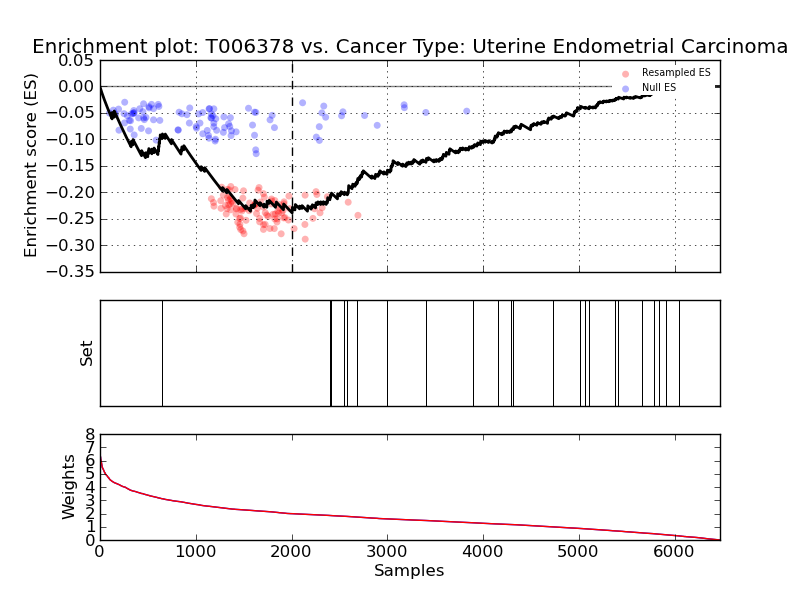 Enrichment plot: T006378 vs. Cancer Type: Uterine Endometrial Carcinoma
Enrichment score (ES)
0.05
0.00
−0.05
−0.10
−0.15
−0.20
−0.25
−0.30
−0.35
Resampled ES
Null ES
Set
Weights
8
7
6
5
4
3
2
1
0
0 1000 2000 3000 4000 5000 6000
Samples